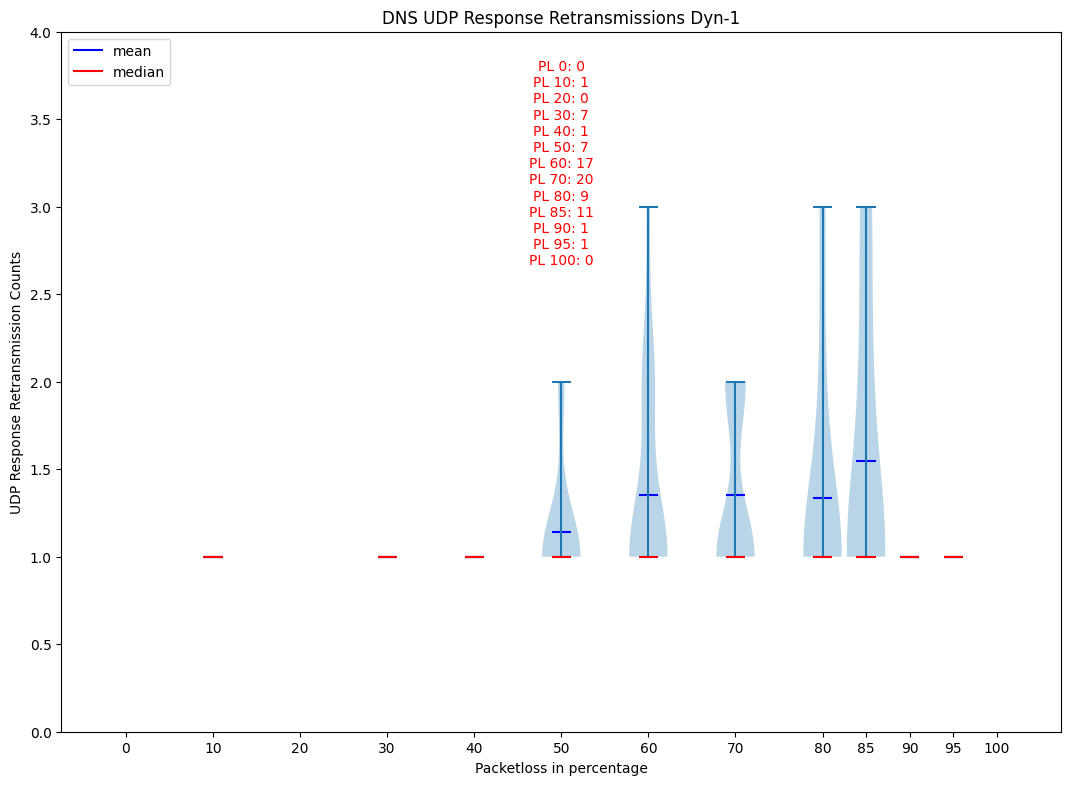 DNS UDP Response Retransmissions Dyn-1
mean
median
PL 0: 0
PL 10: 1
PL 20: 0
PL 30: 7
PL 40: 1
PL 50: 7
PL 60: 17
PL 70: 20
PL 80: 9
PL 85: 11
PL 90: 1
PL 95: 1
PL 100: 0
UDP Response Retransmission Counts
4.0
3.5
3.0
2.5
2.0
1.5
1.0
0.5
0.0
0 10 20 30 40 50 60 70 80 85 90 95 100
Packetloss in percentage